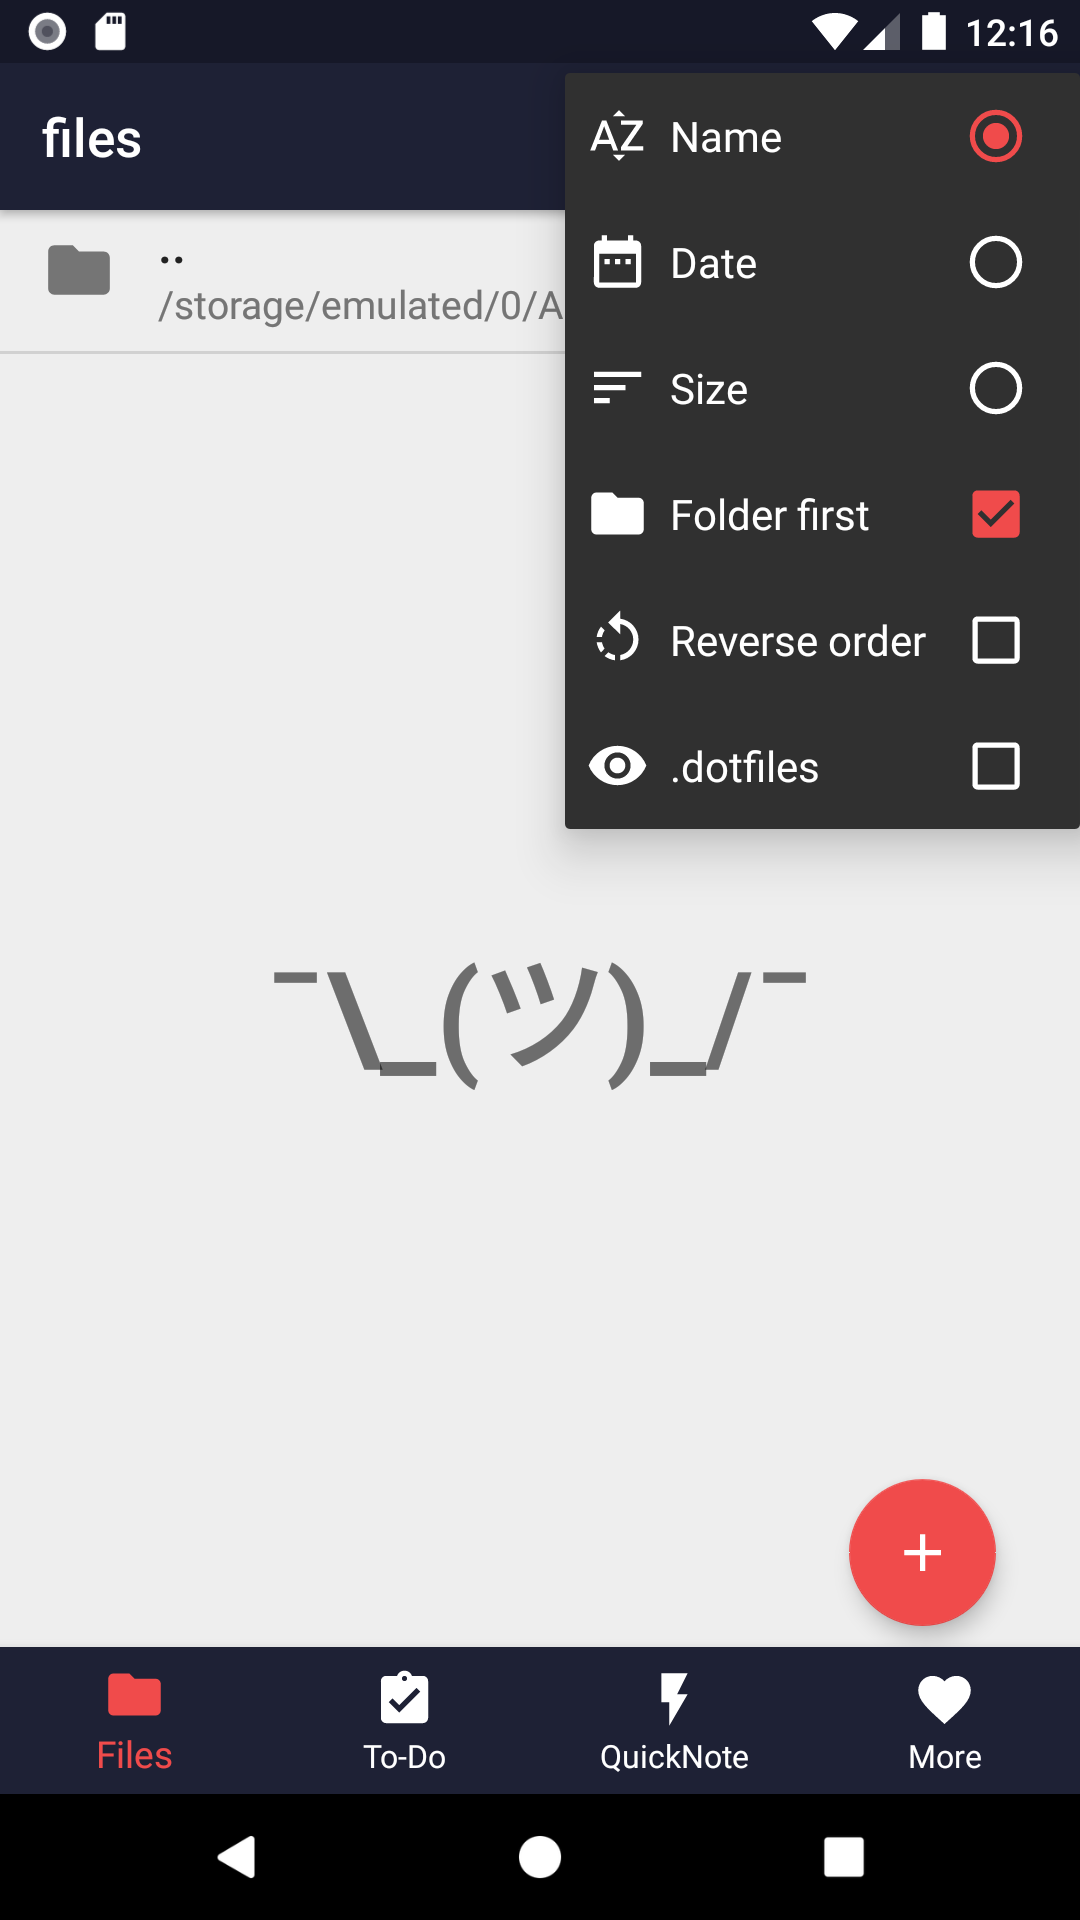 12:16
files
AZ Name
Date
Size
Folder first
Reverse order
.dotfiles
..
/storage/emulated/0/A
¯\_(ツ)_/¯
Files
To-Do
QuickNote
More